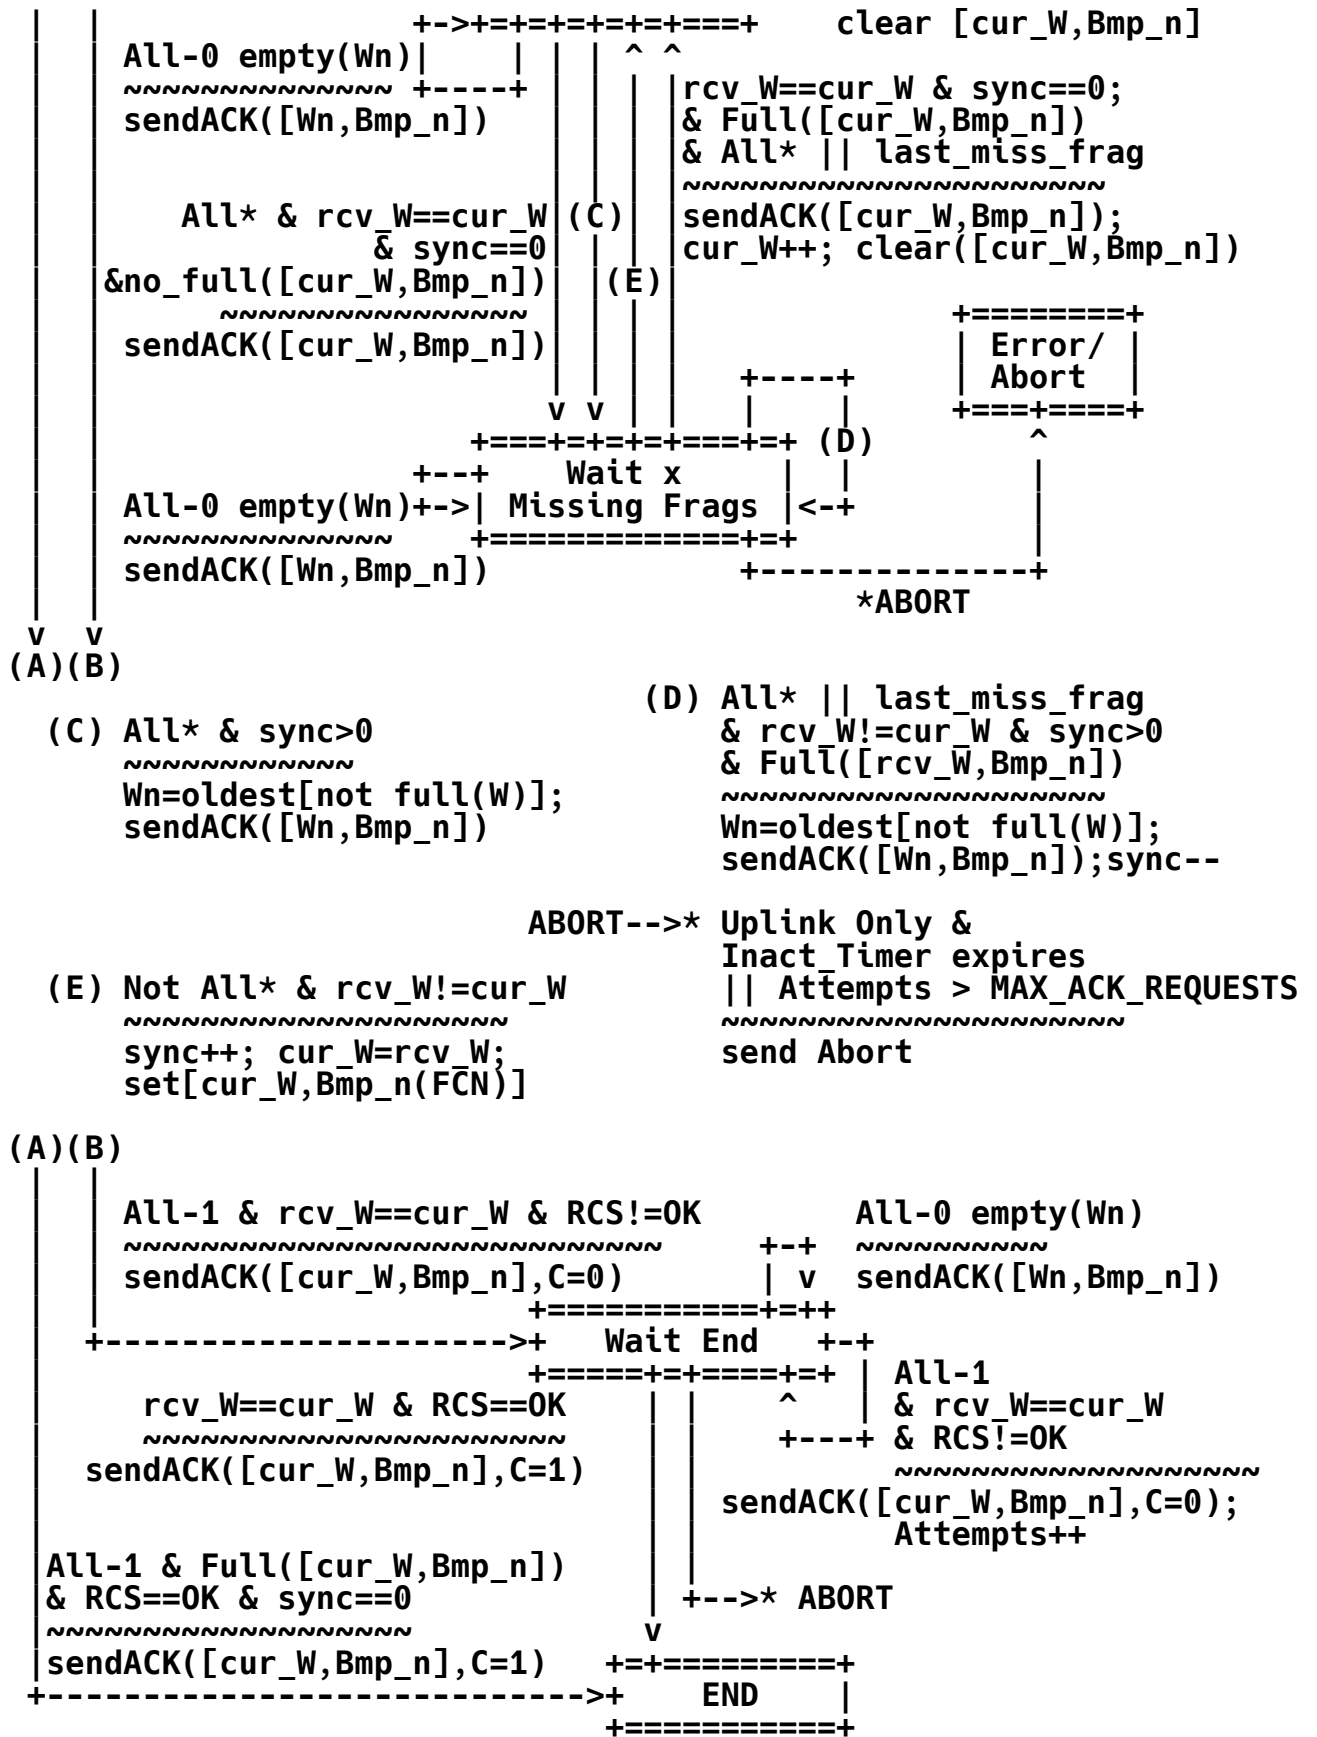 |  |                +->+=+=+=+=+=+===+    clear [cur_W,Bmp_n]
 |  | All-0 empty(Wn)|    | | | ^ ^
 |  | ~~~~~~~~~~~~~~ +----+ | | | |rcv_W==cur_W & sync==0;
 |  | sendACK([Wn,Bmp_n])   | | | |& Full([cur_W,Bmp_n])
 |  |                       | | | |& All* || last_miss_frag
 |  |                       | | | |~~~~~~~~~~~~~~~~~~~~~~
 |  |    All* & rcv_W==cur_W|(C)| |sendACK([cur_W,Bmp_n]);
 |  |              & sync==0| | | |cur_W++; clear([cur_W,Bmp_n])
 |  |&no_full([cur_W,Bmp_n])| |(E)|
 |  |      ~~~~~~~~~~~~~~~~ | | | |              +========+
 |  | sendACK([cur_W,Bmp_n])| | | |              | Error/ |
 |  |                       | | | |   +----+     | Abort  |
 |  |                       v v | |   |    |     +===+====+
 |  |                   +===+=+=+=+===+=+ (D)        ^
 |  |                +--+    Wait x     |  |         |
 |  | All-0 empty(Wn)+->| Missing Frags |<-+         |
 |  | ~~~~~~~~~~~~~~    +=============+=+            |
 |  | sendACK([Wn,Bmp_n])             +--------------+
 |  |                                       *ABORT
 v  v
(A)(B)
                                 (D) All* || last_miss_frag
  (C) All* & sync>0                  & rcv_W!=cur_W & sync>0
      ~~~~~~~~~~~~                   & Full([rcv_W,Bmp_n])
      Wn=oldest[not full(W)];        ~~~~~~~~~~~~~~~~~~~~
      sendACK([Wn,Bmp_n])            Wn=oldest[not full(W)];
                                     sendACK([Wn,Bmp_n]);sync--

                           ABORT-->* Uplink Only &
                                     Inact_Timer expires
  (E) Not All* & rcv_W!=cur_W        || Attempts > MAX_ACK_REQUESTS
      ~~~~~~~~~~~~~~~~~~~~           ~~~~~~~~~~~~~~~~~~~~~
      sync++; cur_W=rcv_W;           send Abort
      set[cur_W,Bmp_n(FCN)]

(A)(B)
 |  |
 |  | All-1 & rcv_W==cur_W & RCS!=OK        All-0 empty(Wn)
 |  | ~~~~~~~~~~~~~~~~~~~~~~~~~~~~     +-+  ~~~~~~~~~~
 |  | sendACK([cur_W,Bmp_n],C=0)       | v  sendACK([Wn,Bmp_n])
 |  |                      +===========+=++
 |  +--------------------->+   Wait End   +-+
 |                         +=====+=+====+=+ | All-1
 |     rcv_W==cur_W & RCS==OK    | |    ^   | & rcv_W==cur_W
 |     ~~~~~~~~~~~~~~~~~~~~~~    | |    +---+ & RCS!=OK
 |  sendACK([cur_W,Bmp_n],C=1)   | |          ~~~~~~~~~~~~~~~~~~~
 |                               | | sendACK([cur_W,Bmp_n],C=0);
 |                               | |          Attempts++
 |All-1 & Full([cur_W,Bmp_n])    | |
 |& RCS==OK & sync==0            | +-->* ABORT
 |~~~~~~~~~~~~~~~~~~~            v
 |sendACK([cur_W,Bmp_n],C=1)   +=+=========+
 +---------------------------->+    END    |
                               +===========+